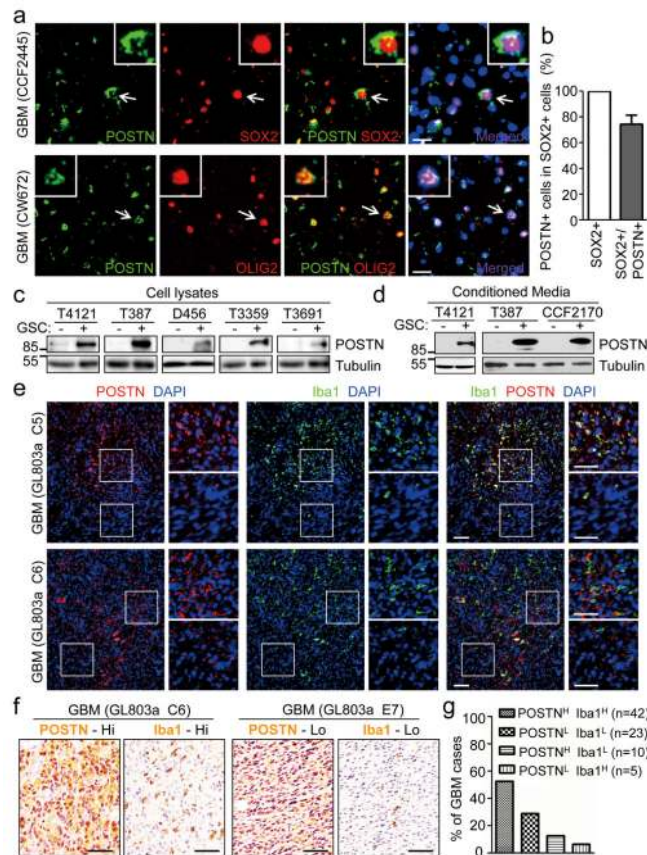 a
GBM (CCF2445)
POSTN
SOX2
POSTN SOX2
Merged
GBM (CW672)
POSTN
OLIG2
POSTN OLIG2
Merged
b
POSTN+ cells in SOX2+ cells (%)
100
80
60
40
20
0
SOX2+
SOX2+/
POSTN+
c
Cell lysates
T4121 T387 D456 T3359 T3691
GSC: - + - + - + - + - +
85
55
POSTN
Tubulin
d
Conditioned Media
T4121 T387 CCF2170
GSC: - + - + - +
85
55
POSTN
Tubulin
e
POSTN DAPI
Iba1 DAPI
Iba1 POSTN DAPI
GBM (GL803a C5)
GBM (GL803a C6)
f
GBM (GL803a C6)
POSTN - Hi
Iba1 - Hi
GBM (GL803a E7)
POSTN - Lo
Iba1 - Lo
g
% of GBM cases
100
80
60
40
20
0
POSTNᴴ Iba1ᴴ (n=42)
POSTNᴸ Iba1ᴸ (n=23)
POSTNᴴ Iba1ᴸ (n=10)
POSTNᴸ Iba1ᴴ (n=5)